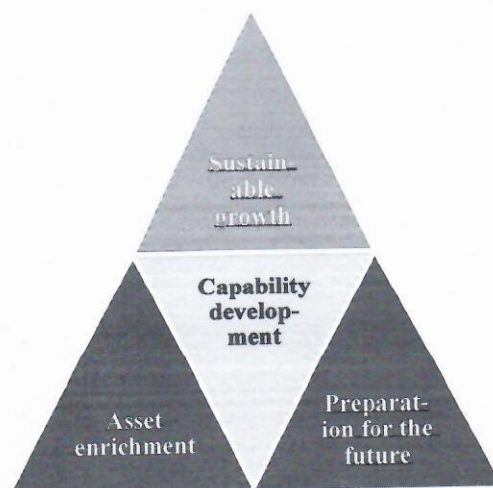 Sustain-
able
growth
Capability
develop-
ment
Asset
enrichment
Preparat-
ion for the
future